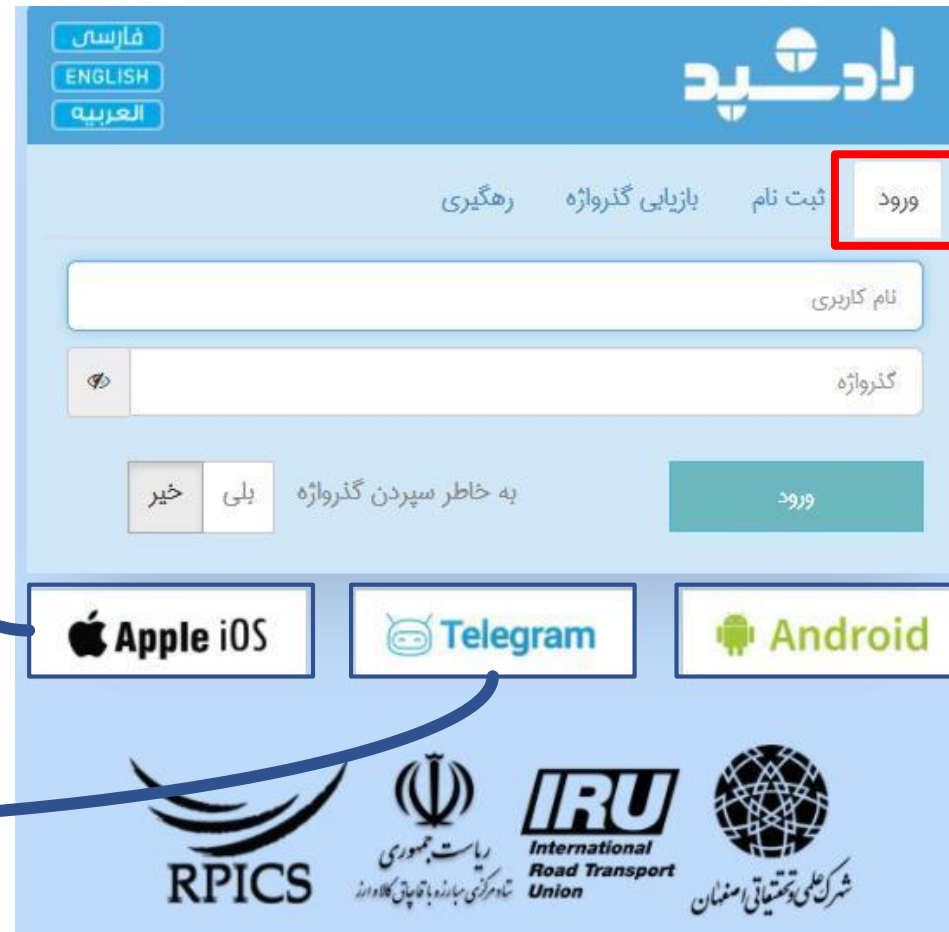 فارسی
ENGLISH
العربیه
رادشید
ورود ثبت نام بازیابی گذرواژه رهگیری
نام کاربری
گذرواژه
ورود به خاطر سپردن گذرواژه بلی خیر
Apple iOS
Telegram
Android
RPICS
ریاست جمهوری
ستاد مرکزی مبارزه با قاچاق کالا و ارز
IRU
International
Road Transport
Union
شهرک علمی و تحقیقاتی اصفهان